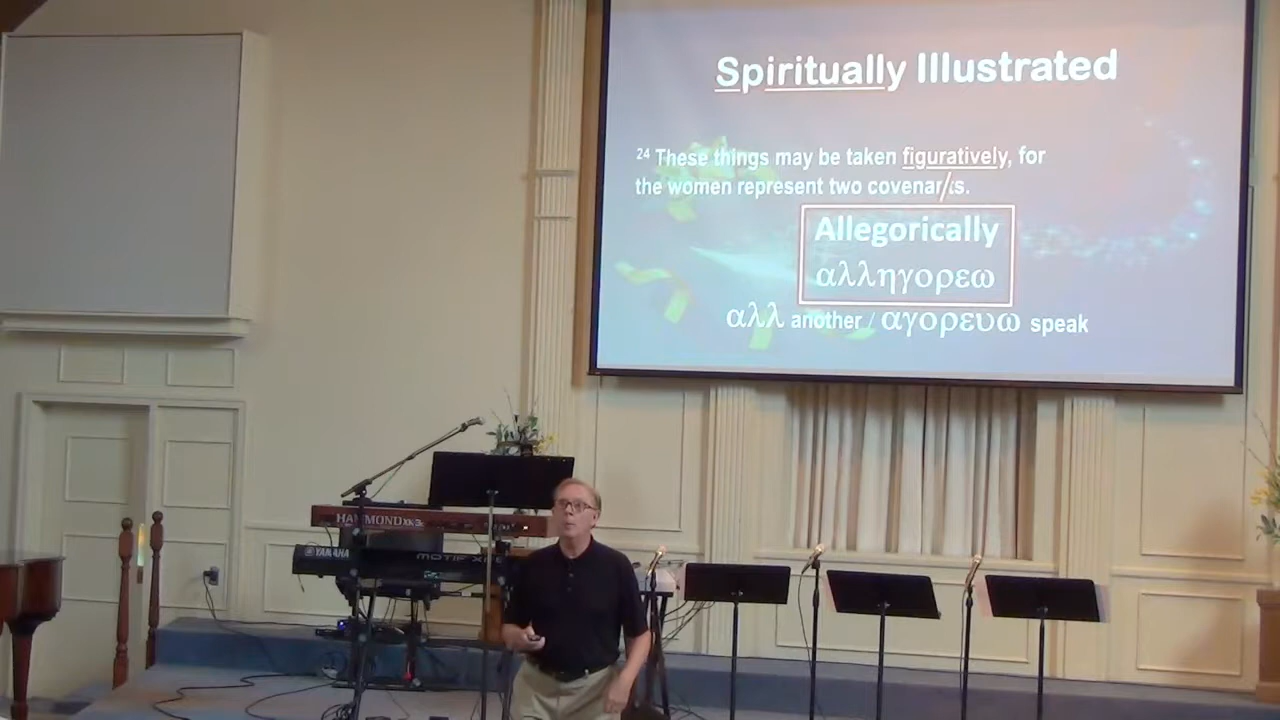 Spiritually Illustrated
24 These things may be taken figuratively, for
the women represent two covenants.
Allegorically
αλληγορεω
αλλ another / αγορευω speak
HAMMOND XK3c
YAMAHA MOTIF